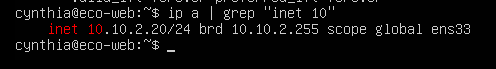 cynthia@eco-web:~$ ip a | grep "inet 10"
    inet 10.10.2.20/24 brd 10.10.2.255 scope global ens33
cynthia@eco-web:~$ _